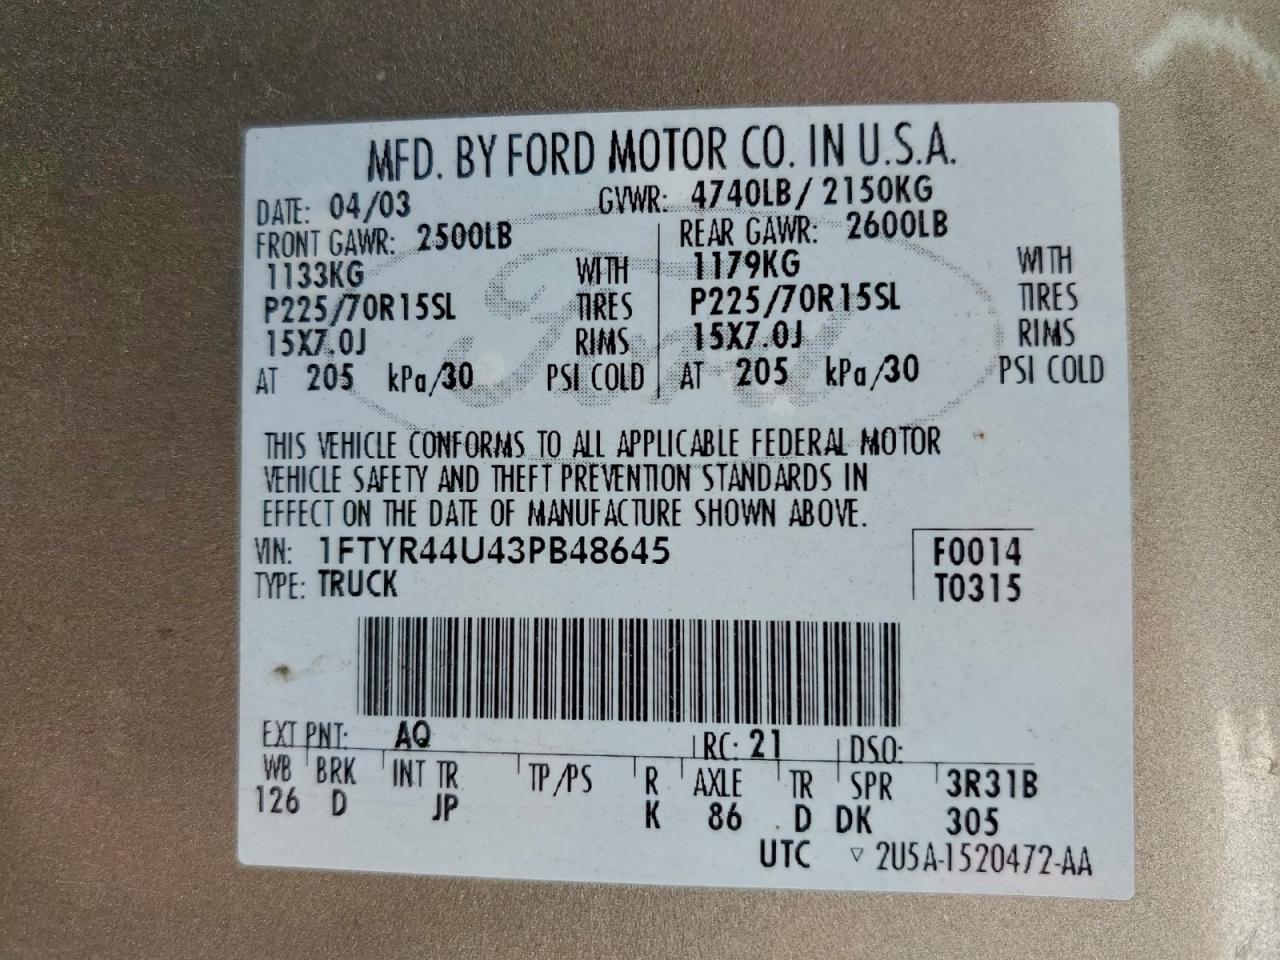 MFD. BY FORD MOTOR CO. IN U.S.A.
DATE: 04/03 GVWR: 4740LB/ 2150KG
FRONT GAWR: 2500LB REAR GAWR: 2600LB
1133KG WITH 1179KG WITH
P225/70R15SL TIRES P225/70R15SL TIRES
15X7.0J RIMS 15X7.0J RIMS
AT 205 kPa/30 PSI COLD AT 205 kPa/30 PSI COLD
Ford
THIS VEHICLE CONFORMS TO ALL APPLICABLE FEDERAL MOTOR
VEHICLE SAFETY AND THEFT PREVENTION STANDARDS IN
EFFECT ON THE DATE OF MANUFACTURE SHOWN ABOVE.
VIN: 1FTYR44U43PB48645 F0014
TYPE: TRUCK T0315
EXT PNT: AQ RC: 21 DSO:
WB BRK INT TR TP/PS R AXLE TR SPR 3R31B
126 D JP K 86 D DK 305
UTC ▽ 2U5A-1520472-AA